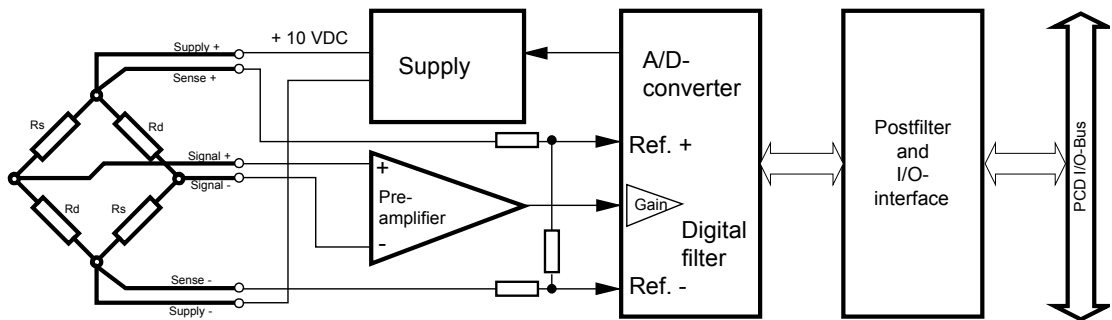 Supply +
+ 10 VDC
Sense +
Supply
A/D-
converter
Rs
Rd
Ref. +
Signal +
+
Signal -
Pre-
amplifier
-
Gain
Rd
Rs
Digital
filter
Sense -
Ref. -
Supply -
Postfilter
and
I/O-
interface
PCD I/O-Bus